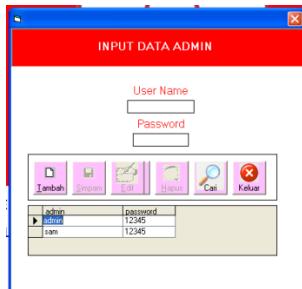 INPUT DATA ADMIN
User Name
Password
Tambah Simpan Edit Hapus Cari Keluar
admin password
admin 12345
sam 12345